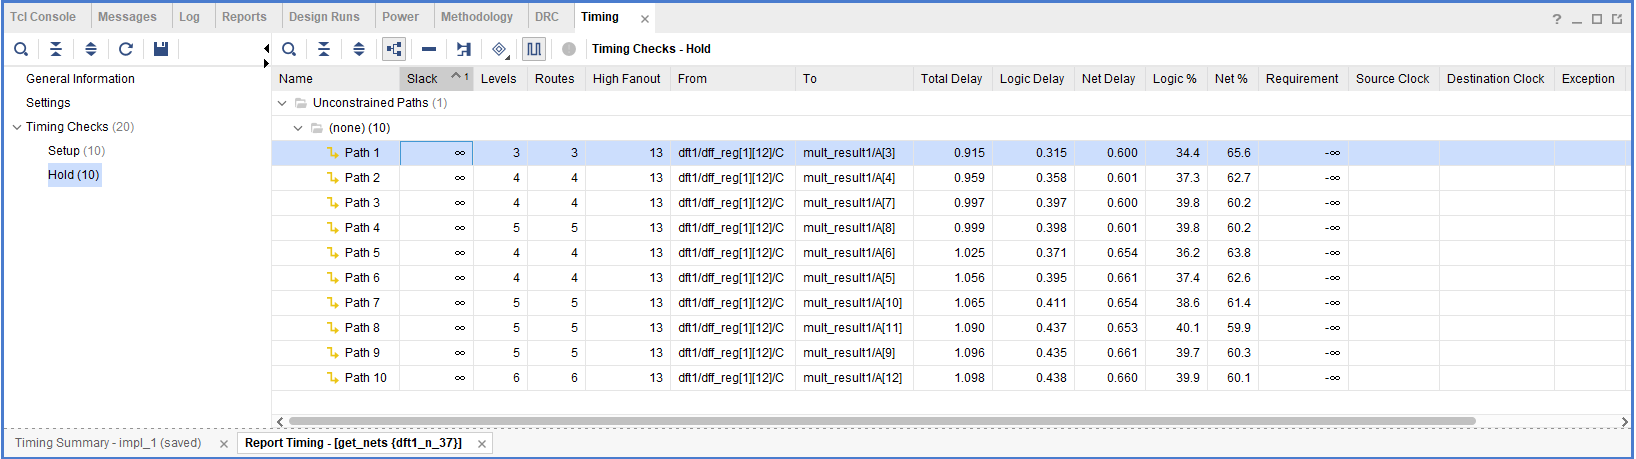 Tcl Console Messages Log Reports Design Runs Power Methodology DRC Timing
Timing Checks - Hold
General Information
Settings
Timing Checks (20)
Setup (10)
Hold (10)
Name Slack 1 Levels Routes High Fanout From To Total Delay Logic Delay Net Delay Logic % Net % Requirement Source Clock Destination Clock Exception
Unconstrained Paths (1)
(none) (10)
Path 1 ∞ 3 3 13 dft1/dff_reg[1][12]/C mult_result1/A[3] 0.915 0.315 0.600 34.4 65.6 -∞
Path 2 ∞ 4 4 13 dft1/dff_reg[1][12]/C mult_result1/A[4] 0.959 0.358 0.601 37.3 62.7 -∞
Path 3 ∞ 4 4 13 dft1/dff_reg[1][12]/C mult_result1/A[7] 0.997 0.397 0.600 39.8 60.2 -∞
Path 4 ∞ 5 5 13 dft1/dff_reg[1][12]/C mult_result1/A[8] 0.999 0.398 0.601 39.8 60.2 -∞
Path 5 ∞ 4 4 13 dft1/dff_reg[1][12]/C mult_result1/A[6] 1.025 0.371 0.654 36.2 63.8 -∞
Path 6 ∞ 4 4 13 dft1/dff_reg[1][12]/C mult_result1/A[5] 1.056 0.395 0.661 37.4 62.6 -∞
Path 7 ∞ 5 5 13 dft1/dff_reg[1][12]/C mult_result1/A[10] 1.065 0.411 0.654 38.6 61.4 -∞
Path 8 ∞ 5 5 13 dft1/dff_reg[1][12]/C mult_result1/A[11] 1.090 0.437 0.653 40.1 59.9 -∞
Path 9 ∞ 5 5 13 dft1/dff_reg[1][12]/C mult_result1/A[9] 1.096 0.435 0.661 39.7 60.3 -∞
Path 10 ∞ 6 6 13 dft1/dff_reg[1][12]/C mult_result1/A[12] 1.098 0.438 0.660 39.9 60.1 -∞
Timing Summary - impl_1 (saved) Report Timing - [get_nets {dft1_n_37}]